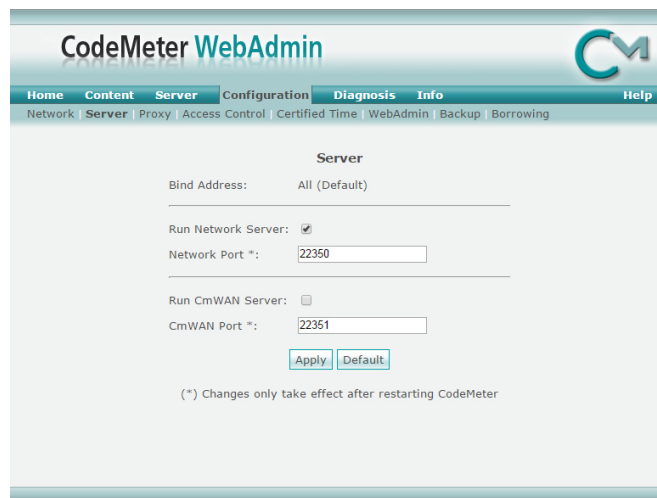 CodeMeter WebAdmin
CM
Home Content Server Configuration Diagnosis Info Help
Network | Server | Proxy | Access Control | Certified Time | WebAdmin | Backup | Borrowing
Server
Bind Address: All (Default)
Run Network Server:
Network Port *: 22350
Run CmWAN Server:
CmWAN Port *: 22351
Apply Default
(*) Changes only take effect after restarting CodeMeter